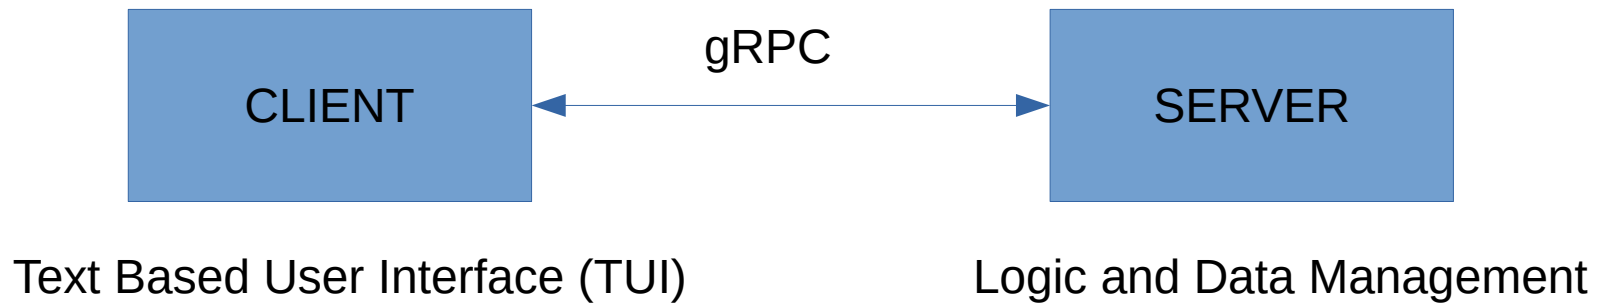 gRPC
CLIENT
SERVER
Text Based User Interface (TUI)
Logic and Data Management